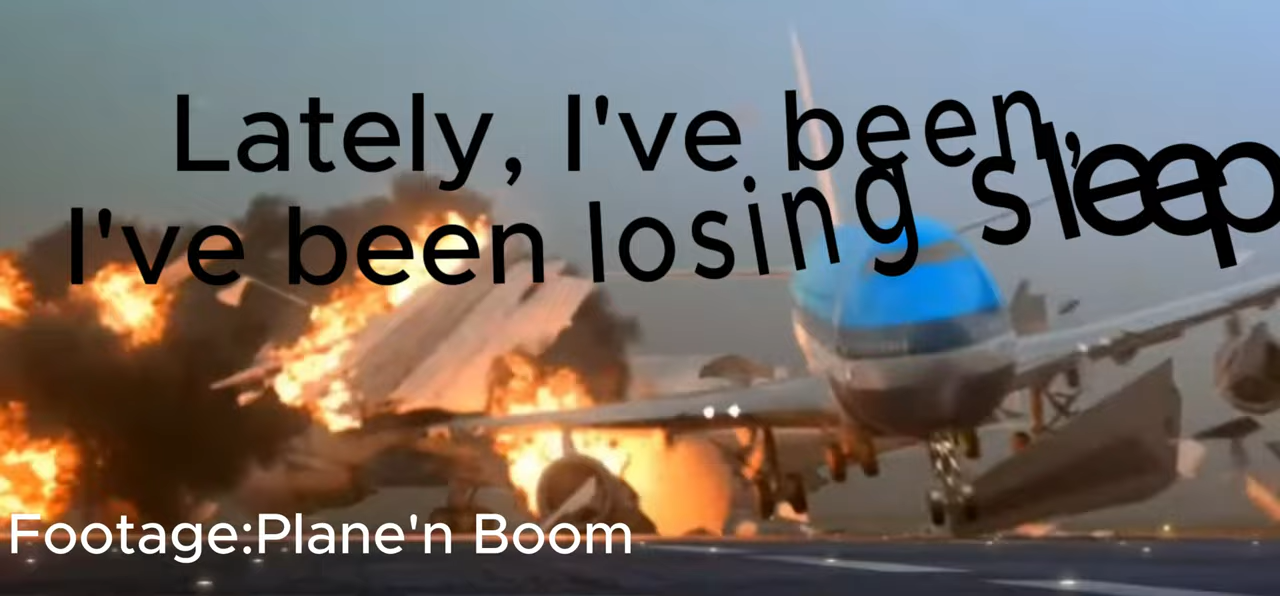 Lately, I've been,
I've been losing sleep
Footage:Plane'n Boom